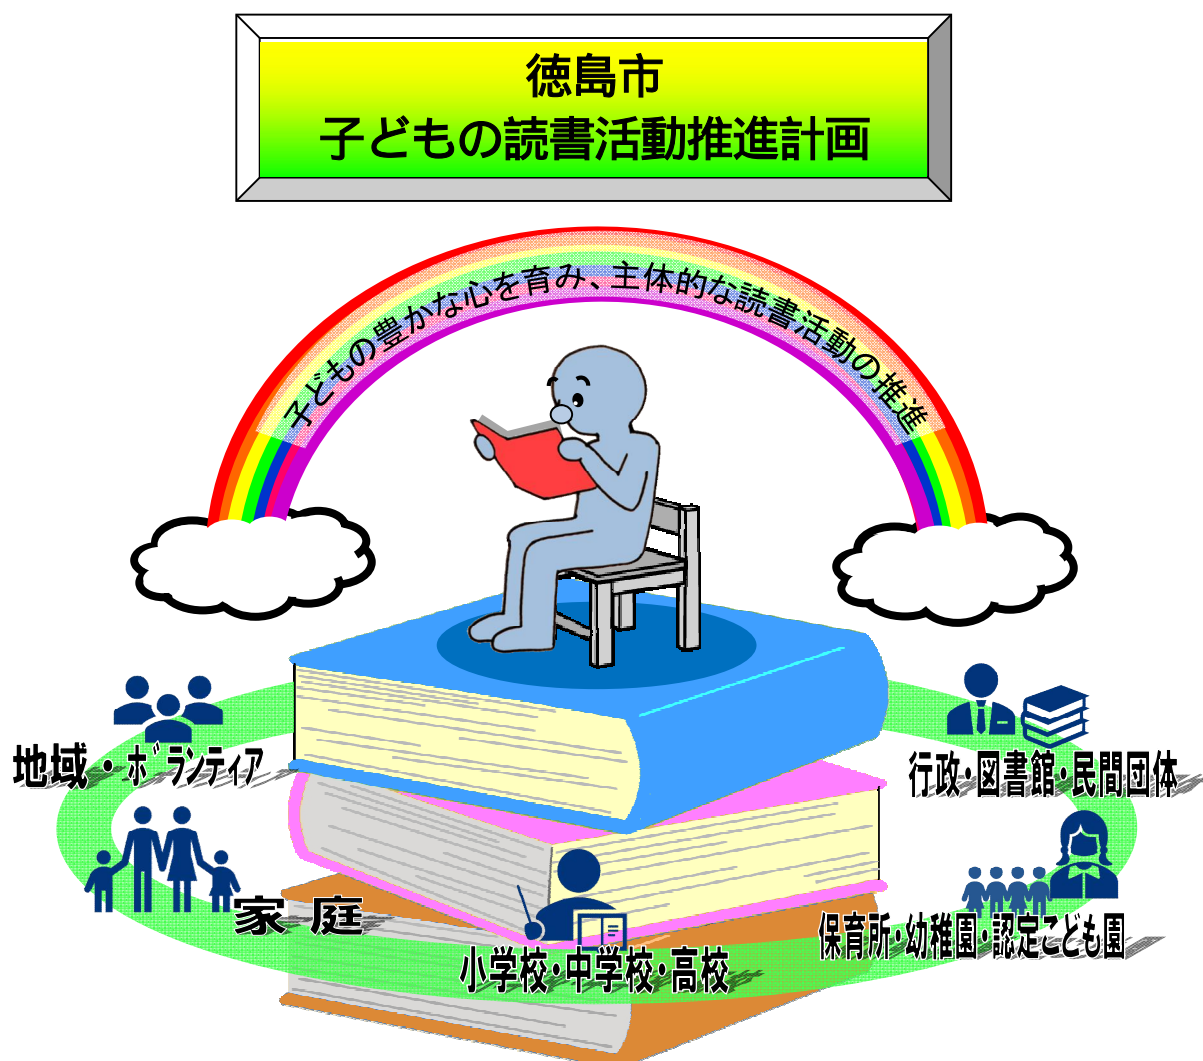 徳島市
子どもの読書活動推進計画
子どもの豊かな心を育み、主体的な読書活動の推進
地域・ボランティア
行政・図書館・民間団体
家庭
保育所・幼稚園・認定こども園
小学校・中学校・高校